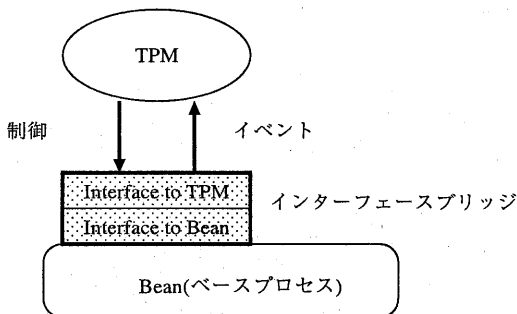 TPM
制御
イベント
Interface to TPM
インターフェースブリッジ
Interface to Bean
Bean(ベースプロセス)